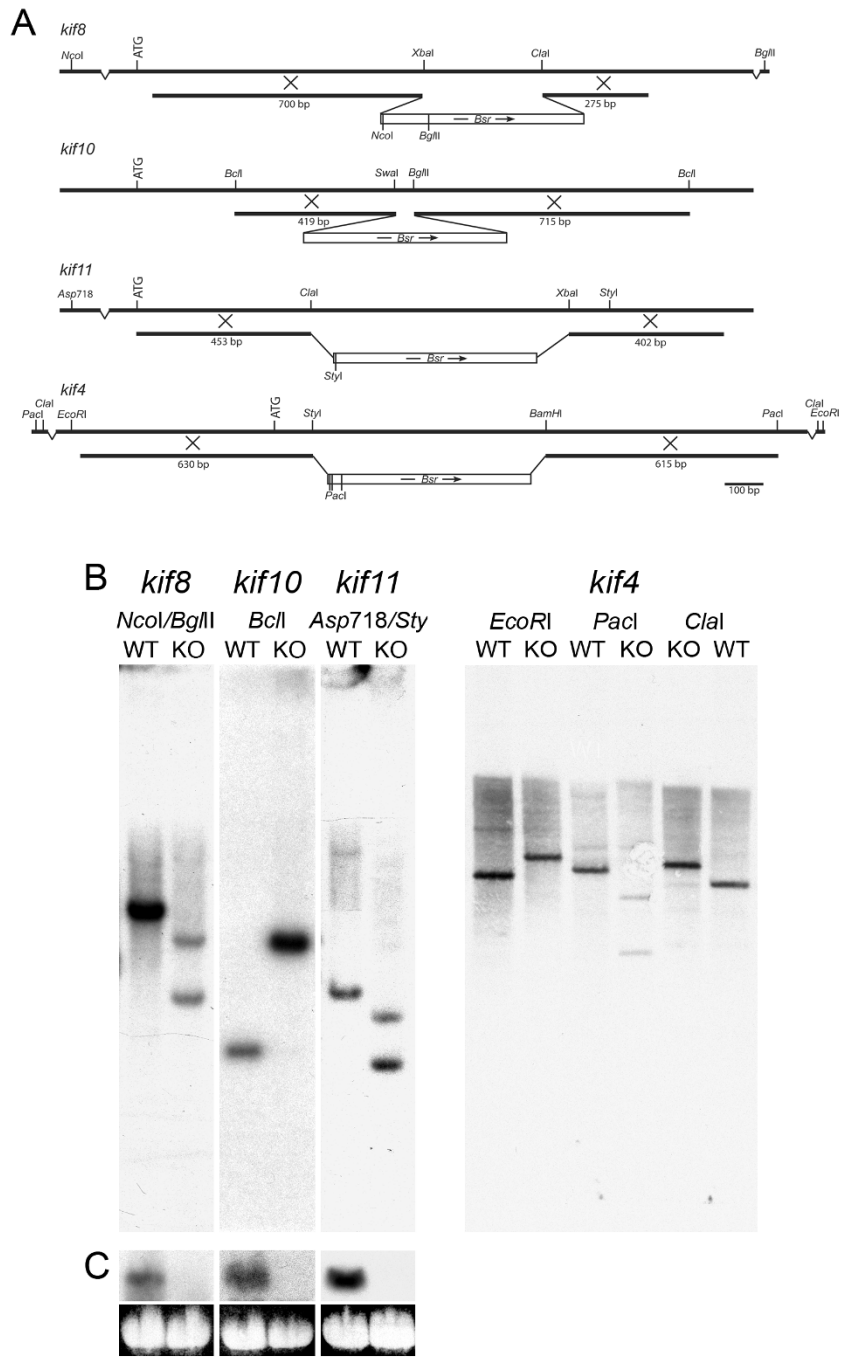 A
kif8
NcoI ATG XbaI ClaI BglII
700 bp 275 bp
Bsr
NcoI BglII
kif10
ATG BclI SwaI BglII BclI
419 bp 715 bp
Bsr
kif11
Asp718 ATG ClaI XbaI StyI
453 bp 402 bp
Bsr
StyI
kif4
PacI ClaI EcoRI ATG StyI BamHI PacI ClaI EcoRI
630 bp 615 bp
Bsr
PacI
100 bp
B
kif8 kif10 kif11 kif4
NcoI/BglII BclI Asp718/Sty EcoRI PacI ClaI
WT KO WT KO WT KO WT KO WT KO KO WT
C